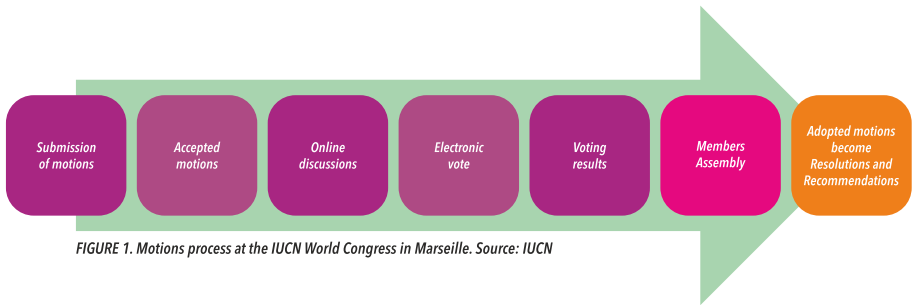 Submission
of motions
Accepted
motions
Online
discussions
Electronic
vote
Voting
results
Members
Assembly
Adopted motions
become
Resolutions and
Recommendations
FIGURE 1. Motions process at the IUCN World Congress in Marseille. Source: IUCN